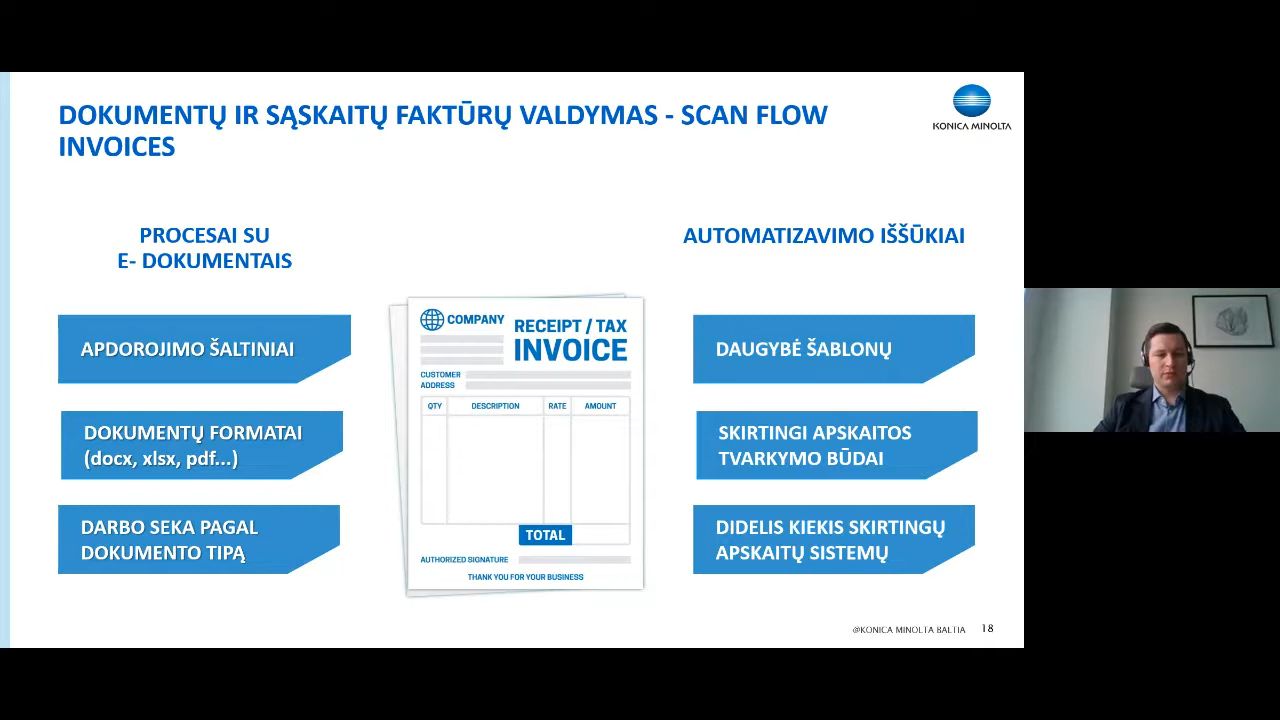 DOKUMENTŲ IR SĄSKAITŲ FAKTŪRŲ VALDYMAS - SCAN FLOW
INVOICES
KONICA MINOLTA
PROCESAI SU
E- DOKUMENTAIS
APDOROJIMO ŠALTINIAI
DOKUMENTŲ FORMATAI
(docx, xlsx, pdf...)
DARBO SEKA PAGAL
DOKUMENTO TIPĄ
COMPANY
RECEIPT / TAX
INVOICE
CUSTOMER
ADDRESS
QTY DESCRIPTION RATE AMOUNT
TOTAL
AUTHORIZED SIGNATURE
THANK YOU FOR YOUR BUSINESS
AUTOMATIZAVIMO IŠŠŪKIAI
DAUGYBĖ ŠABLONŲ
SKIRTINGI APSKAITOS
TVARKYMO BŪDAI
DIDELIS KIEKIS SKIRTINGŲ
APSKAITŲ SISTEMŲ
@KONICA MINOLTA BALTIA 18